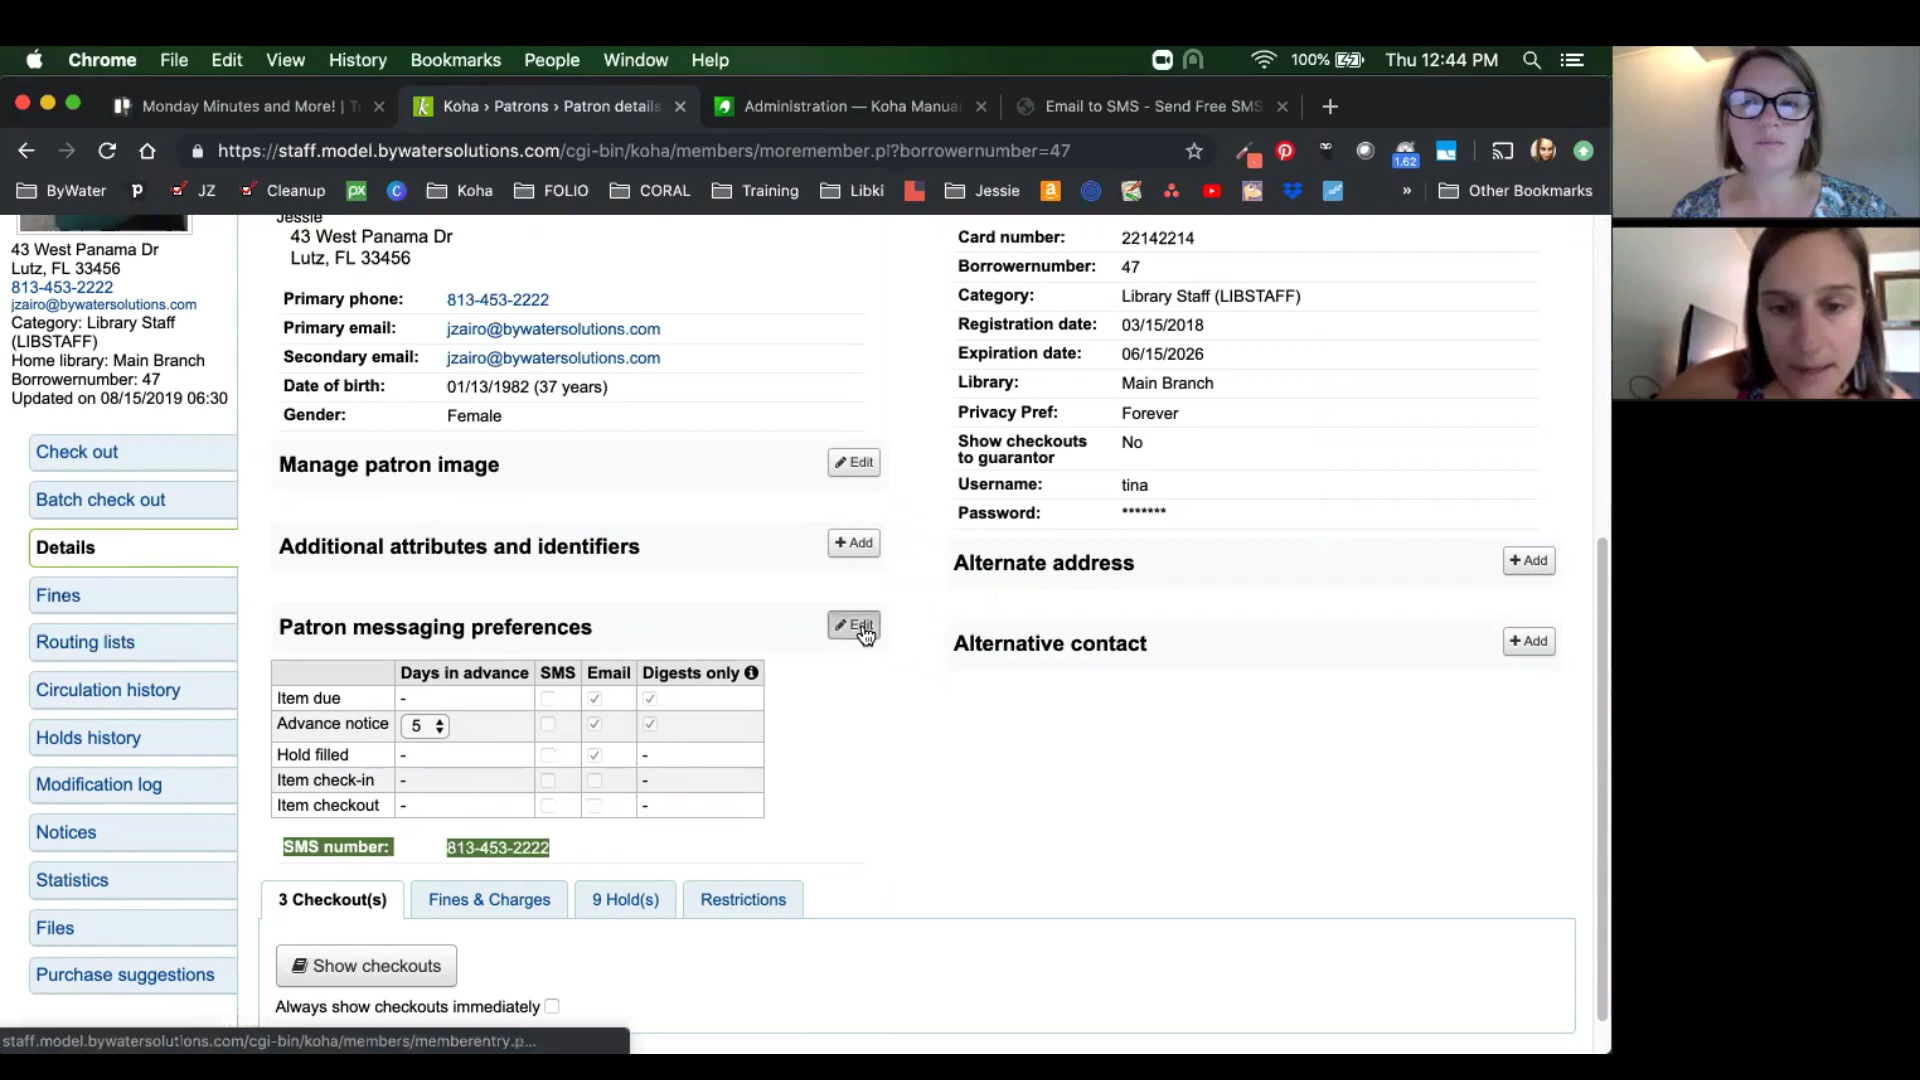 Chrome File Edit View History Bookmarks People Window Help 100% Thu 12:44 PM
Monday Minutes and More! | T Koha › Patrons › Patron details Administration — Koha Manua Email to SMS - Send Free SMS
https://staff.model.bywatersolutions.com/cgi-bin/koha/members/moremember.pl?borrowernumber=47
1.62
ByWater JZ Cleanup px C Koha FOLIO CORAL Training Libki Jessie » Other Bookmarks
43 West Panama Dr
Lutz, FL 33456
813-453-2222
jzairo@bywatersolutions.com
Category: Library Staff
(LIBSTAFF)
Home library: Main Branch
Borrowernumber: 47
Updated on 08/15/2019 06:30
Check out
Batch check out
Details
Fines
Routing lists
Circulation history
Holds history
Modification log
Notices
Statistics
Files
Purchase suggestions
Jessie
43 West Panama Dr
Lutz, FL 33456
Primary phone: 813-453-2222
Primary email: jzairo@bywatersolutions.com
Secondary email: jzairo@bywatersolutions.com
Date of birth: 01/13/1982 (37 years)
Gender: Female
Manage patron image Edit
Additional attributes and identifiers + Add
Patron messaging preferences Edit
Days in advance SMS Email Digests only
Item due -
Advance notice 5
Hold filled - -
Item check-in - -
Item checkout - -
SMS number: 813-453-2222
Card number: 22142214
Borrowernumber: 47
Category: Library Staff (LIBSTAFF)
Registration date: 03/15/2018
Expiration date: 06/15/2026
Library: Main Branch
Privacy Pref: Forever
Show checkouts No
to guarantor
Username: tina
Password: *******
Alternate address + Add
Alternative contact + Add
3 Checkout(s) Fines & Charges 9 Hold(s) Restrictions
Show checkouts
Always show checkouts immediately
staff.model.bywatersolutions.com/cgi-bin/koha/members/memberentry.p...